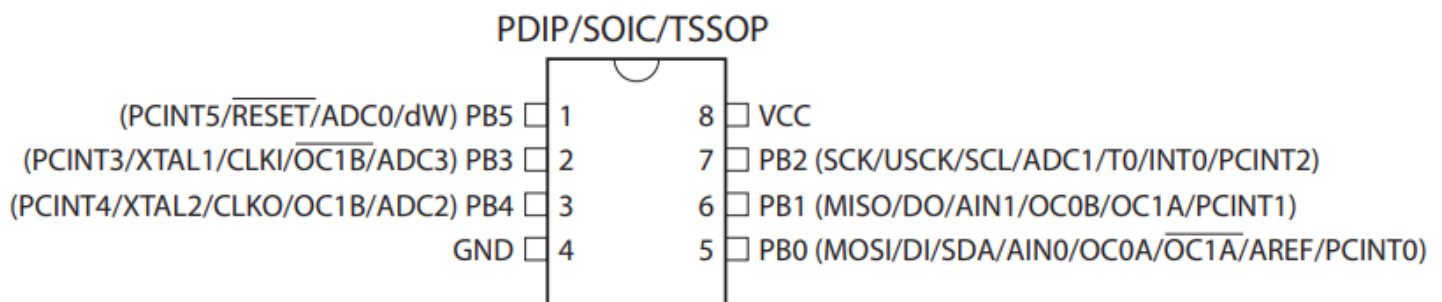 PDIP/SOIC/TSSOP
(PCINT5/RESET/ADC0/dW) PB5 1 8 VCC
(PCINT3/XTAL1/CLKI/OC1B/ADC3) PB3 2 7 PB2 (SCK/USCK/SCL/ADC1/T0/INT0/PCINT2)
(PCINT4/XTAL2/CLKO/OC1B/ADC2) PB4 3 6 PB1 (MISO/DO/AIN1/OC0B/OC1A/PCINT1)
GND 4 5 PB0 (MOSI/DI/SDA/AIN0/OC0A/OC1A/AREF/PCINT0)